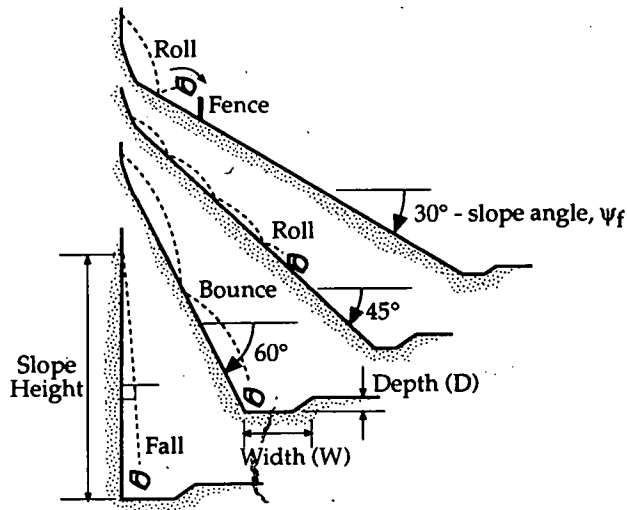 Roll
Fence
30° - slope angle, ψf
Roll
Bounce
45°
60°
Slope
Height
Depth (D)
Fall
Width (W)